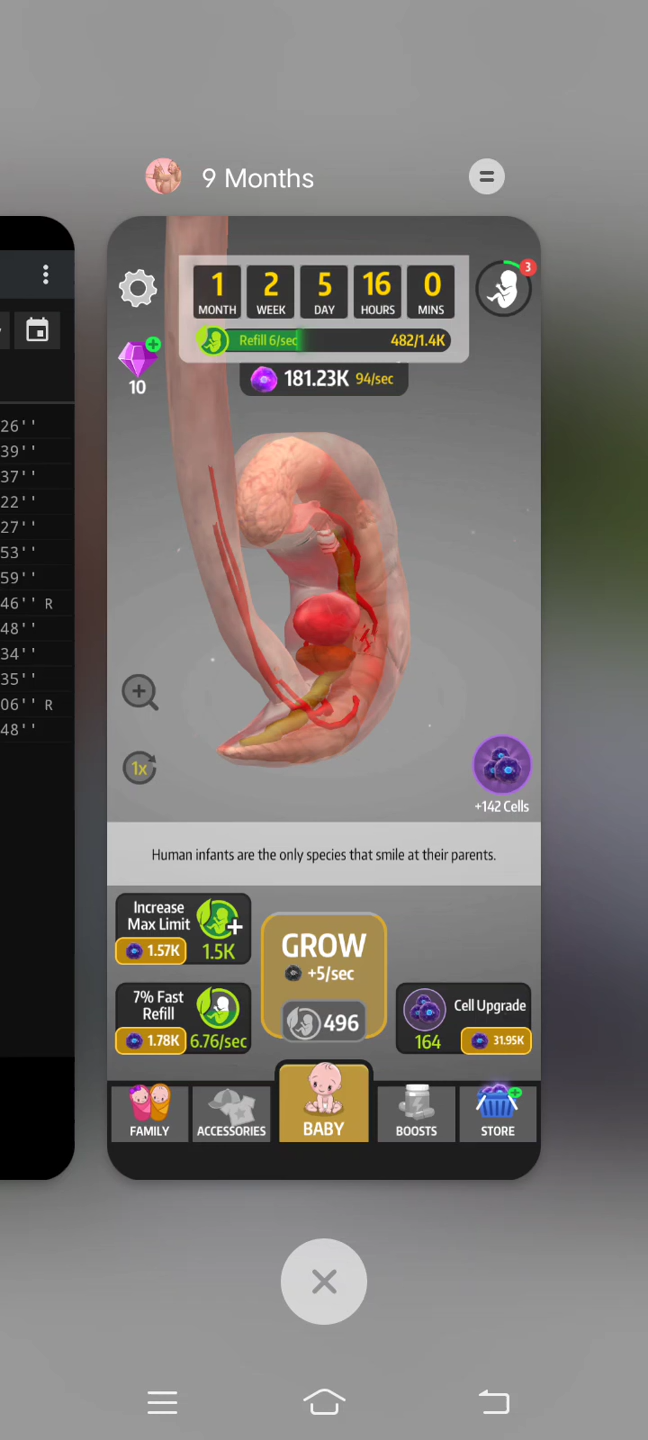 9 Months
1 2 5 16 0
MONTH WEEK DAY HOURS MINS
Refill 6/sec 482/1.4K
3
10
181.23K 94/sec
26''
39''
37''
22''
27''
53''
59''
46'' R
48''
34''
35''
06'' R
48''
1x
+142 Cells
Human infants are the only species that smile at their parents.
Increase
Max Limit
1.57K 1.5K
GROW
+5/sec
496
7% Fast
Refill
1.78K 6.76/sec
Cell Upgrade
164 31.95K
FAMILY ACCESSORIES BABY BOOSTS STORE